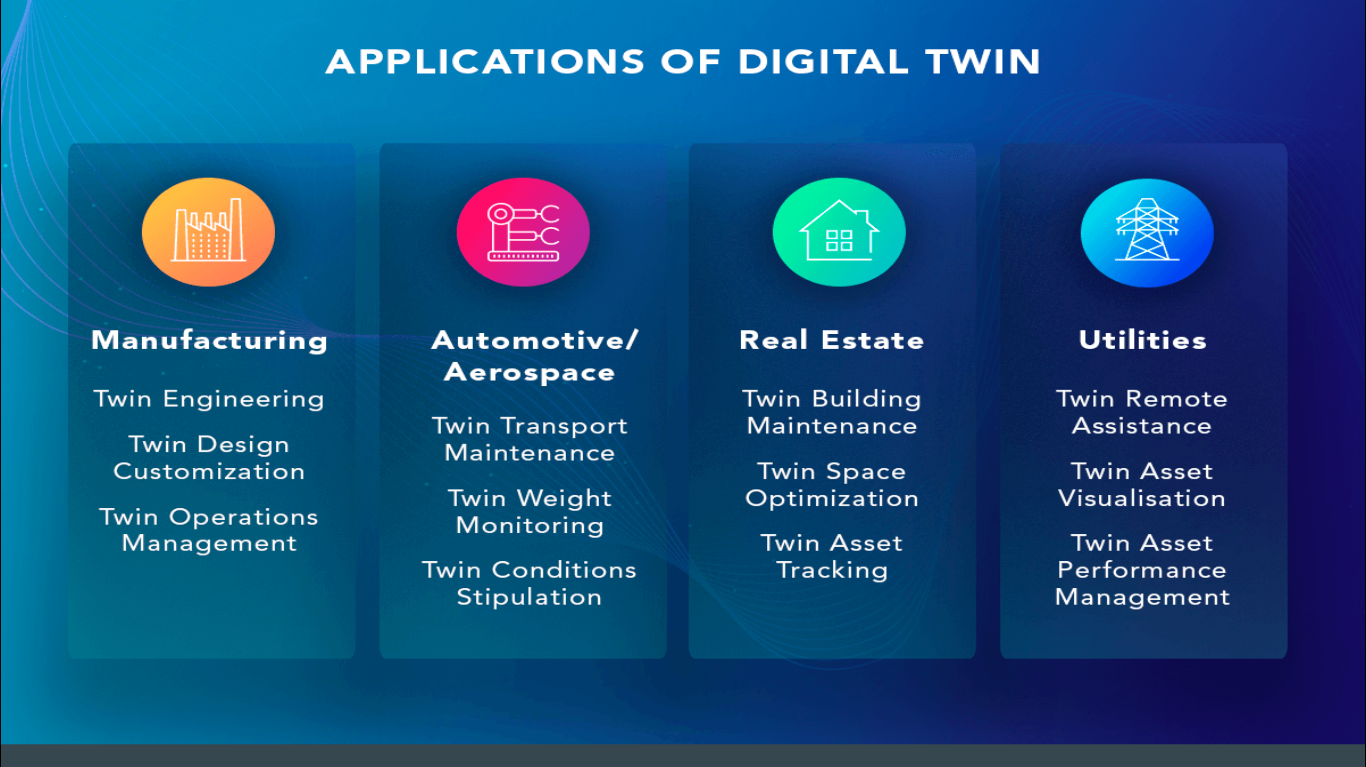 APPLICATIONS OF DIGITAL TWIN
Manufacturing
Twin Engineering
Twin Design
Customization
Twin Operations
Management
Automotive/
Aerospace
Twin Transport
Maintenance
Twin Weight
Monitoring
Twin Conditions
Stipulation
Real Estate
Twin Building
Maintenance
Twin Space
Optimization
Twin Asset
Tracking
Utilities
Twin Remote
Assistance
Twin Asset
Visualisation
Twin Asset
Performance
Management